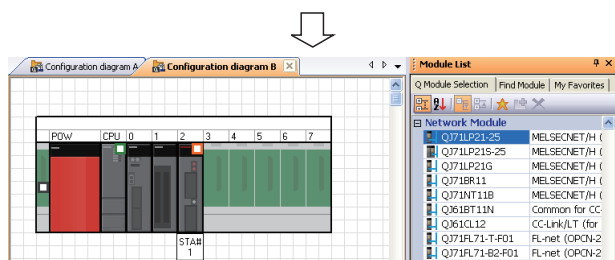 Configuration diagram A Configuration diagram B
Module List
Q Module Selection Find Module My Favorites
Network Module
QJ71LP21-25 MELSECNET/H (
QJ71LP21S-25 MELSECNET/H (
QJ71LP21G MELSECNET/H (
QJ71BR11 MELSECNET/H (
QJ71NT11B MELSECNET/H (
QJ61BT11N Common for CC-
QJ61CL12 CC-Link/LT (for
QJ71FL71-T-F01 FL-net (OPCN-2
QJ71FL71-B2-F01 FL-net (OPCN-2
POW CPU 0 1 2 3 4 5 6 7
STA#
1